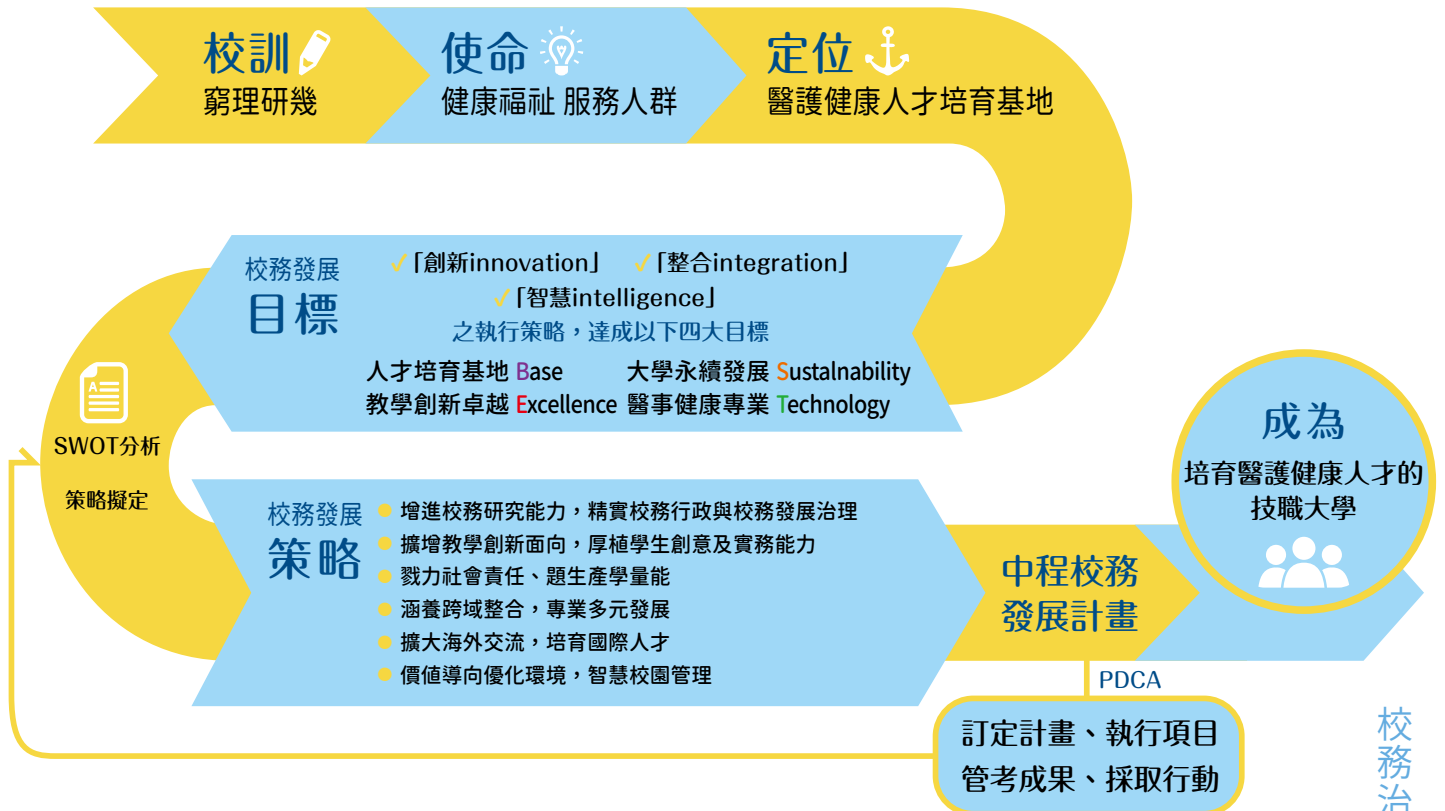 校訓
窮理研幾
使命
健康福祉 服務人群
定位
醫護健康人才培育基地
校務發展
目標
✓「創新innovation」 ✓「整合integration」
✓「智慧intelligence」
之執行策略，達成以下四大目標
人才培育基地 Base 大學永續發展 Sustalnability
教學創新卓越 Excellence 醫事健康專業 Technology
SWOT分析
策略擬定
校務發展
策略
增進校務研究能力，精實校務行政與校務發展治理
擴增教學創新面向，厚植學生創意及實務能力
戮力社會責任、題生產學量能
涵養跨域整合，專業多元發展
擴大海外交流，培育國際人才
價值導向優化環境，智慧校園管理
中程校務
發展計畫
成為
培育醫護健康人才的
技職大學
PDCA
訂定計畫、執行項目
管考成果、採取行動
校務治